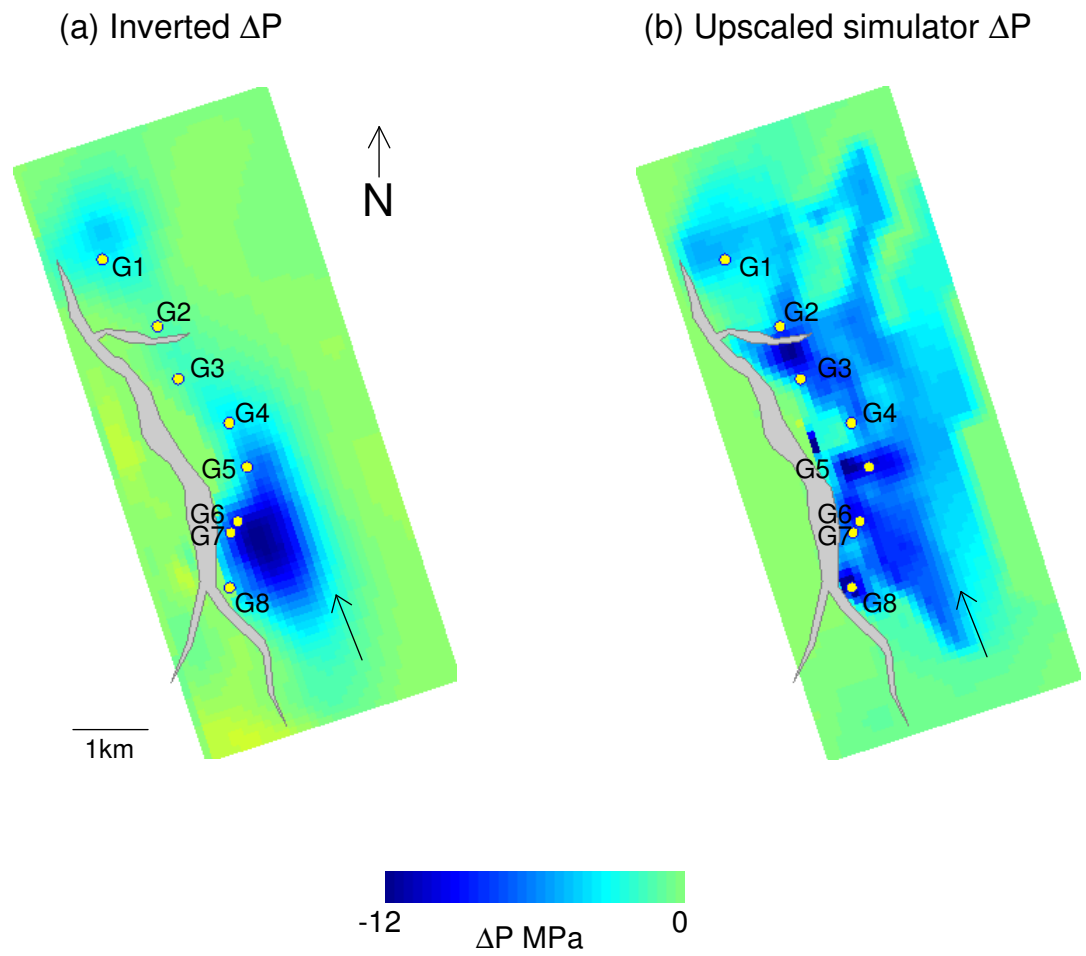 (a) Inverted ΔP
(b) Upscaled simulator ΔP
N
G1
G2
G3
G4
G5
G6
G7
G8
1km
G1
G2
G3
G4
G5
G6
G7
G8
-12
0
ΔP MPa